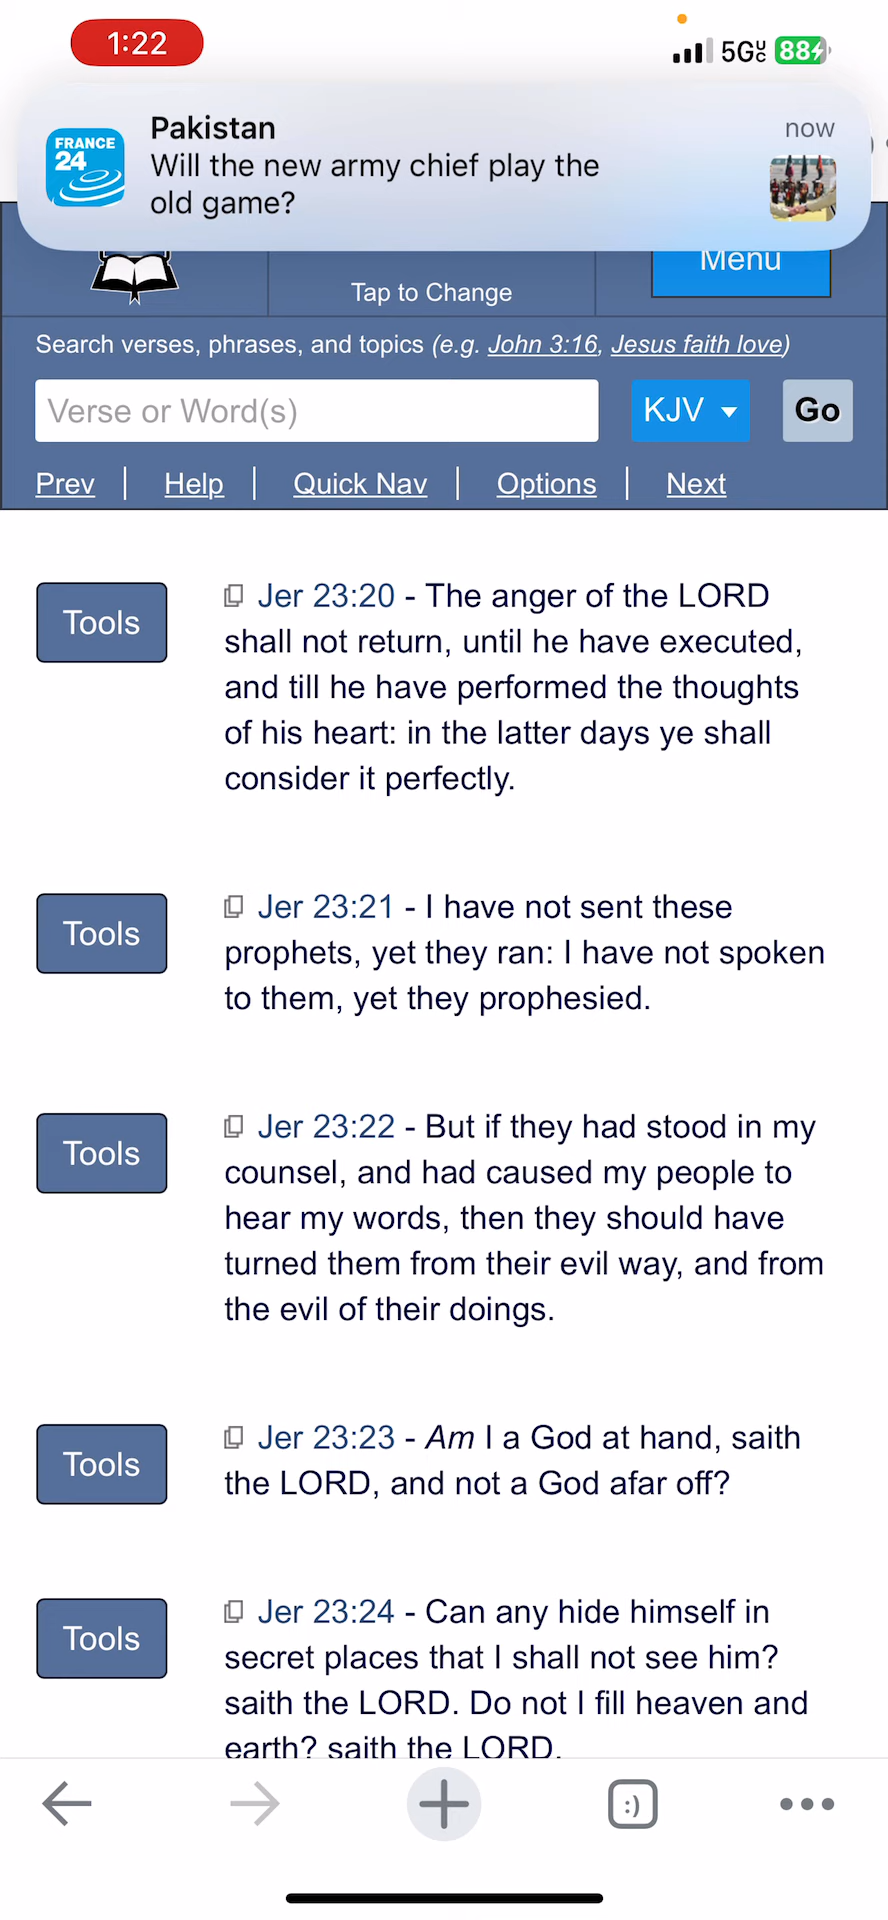 1:22
5G UC 88
FRANCE
24
Pakistan
now
Will the new army chief play the
old game?
Menu
Tap to Change
Search verses, phrases, and topics (e.g. John 3:16, Jesus faith love)
Verse or Word(s)
KJV
Go
Prev | Help | Quick Nav | Options | Next
Tools
Jer 23:20 - The anger of the LORD
shall not return, until he have executed,
and till he have performed the thoughts
of his heart: in the latter days ye shall
consider it perfectly.
Tools
Jer 23:21 - I have not sent these
prophets, yet they ran: I have not spoken
to them, yet they prophesied.
Tools
Jer 23:22 - But if they had stood in my
counsel, and had caused my people to
hear my words, then they should have
turned them from their evil way, and from
the evil of their doings.
Tools
Jer 23:23 - Am I a God at hand, saith
the LORD, and not a God afar off?
Tools
Jer 23:24 - Can any hide himself in
secret places that I shall not see him?
saith the LORD. Do not I fill heaven and
earth? saith the LORD.
:)